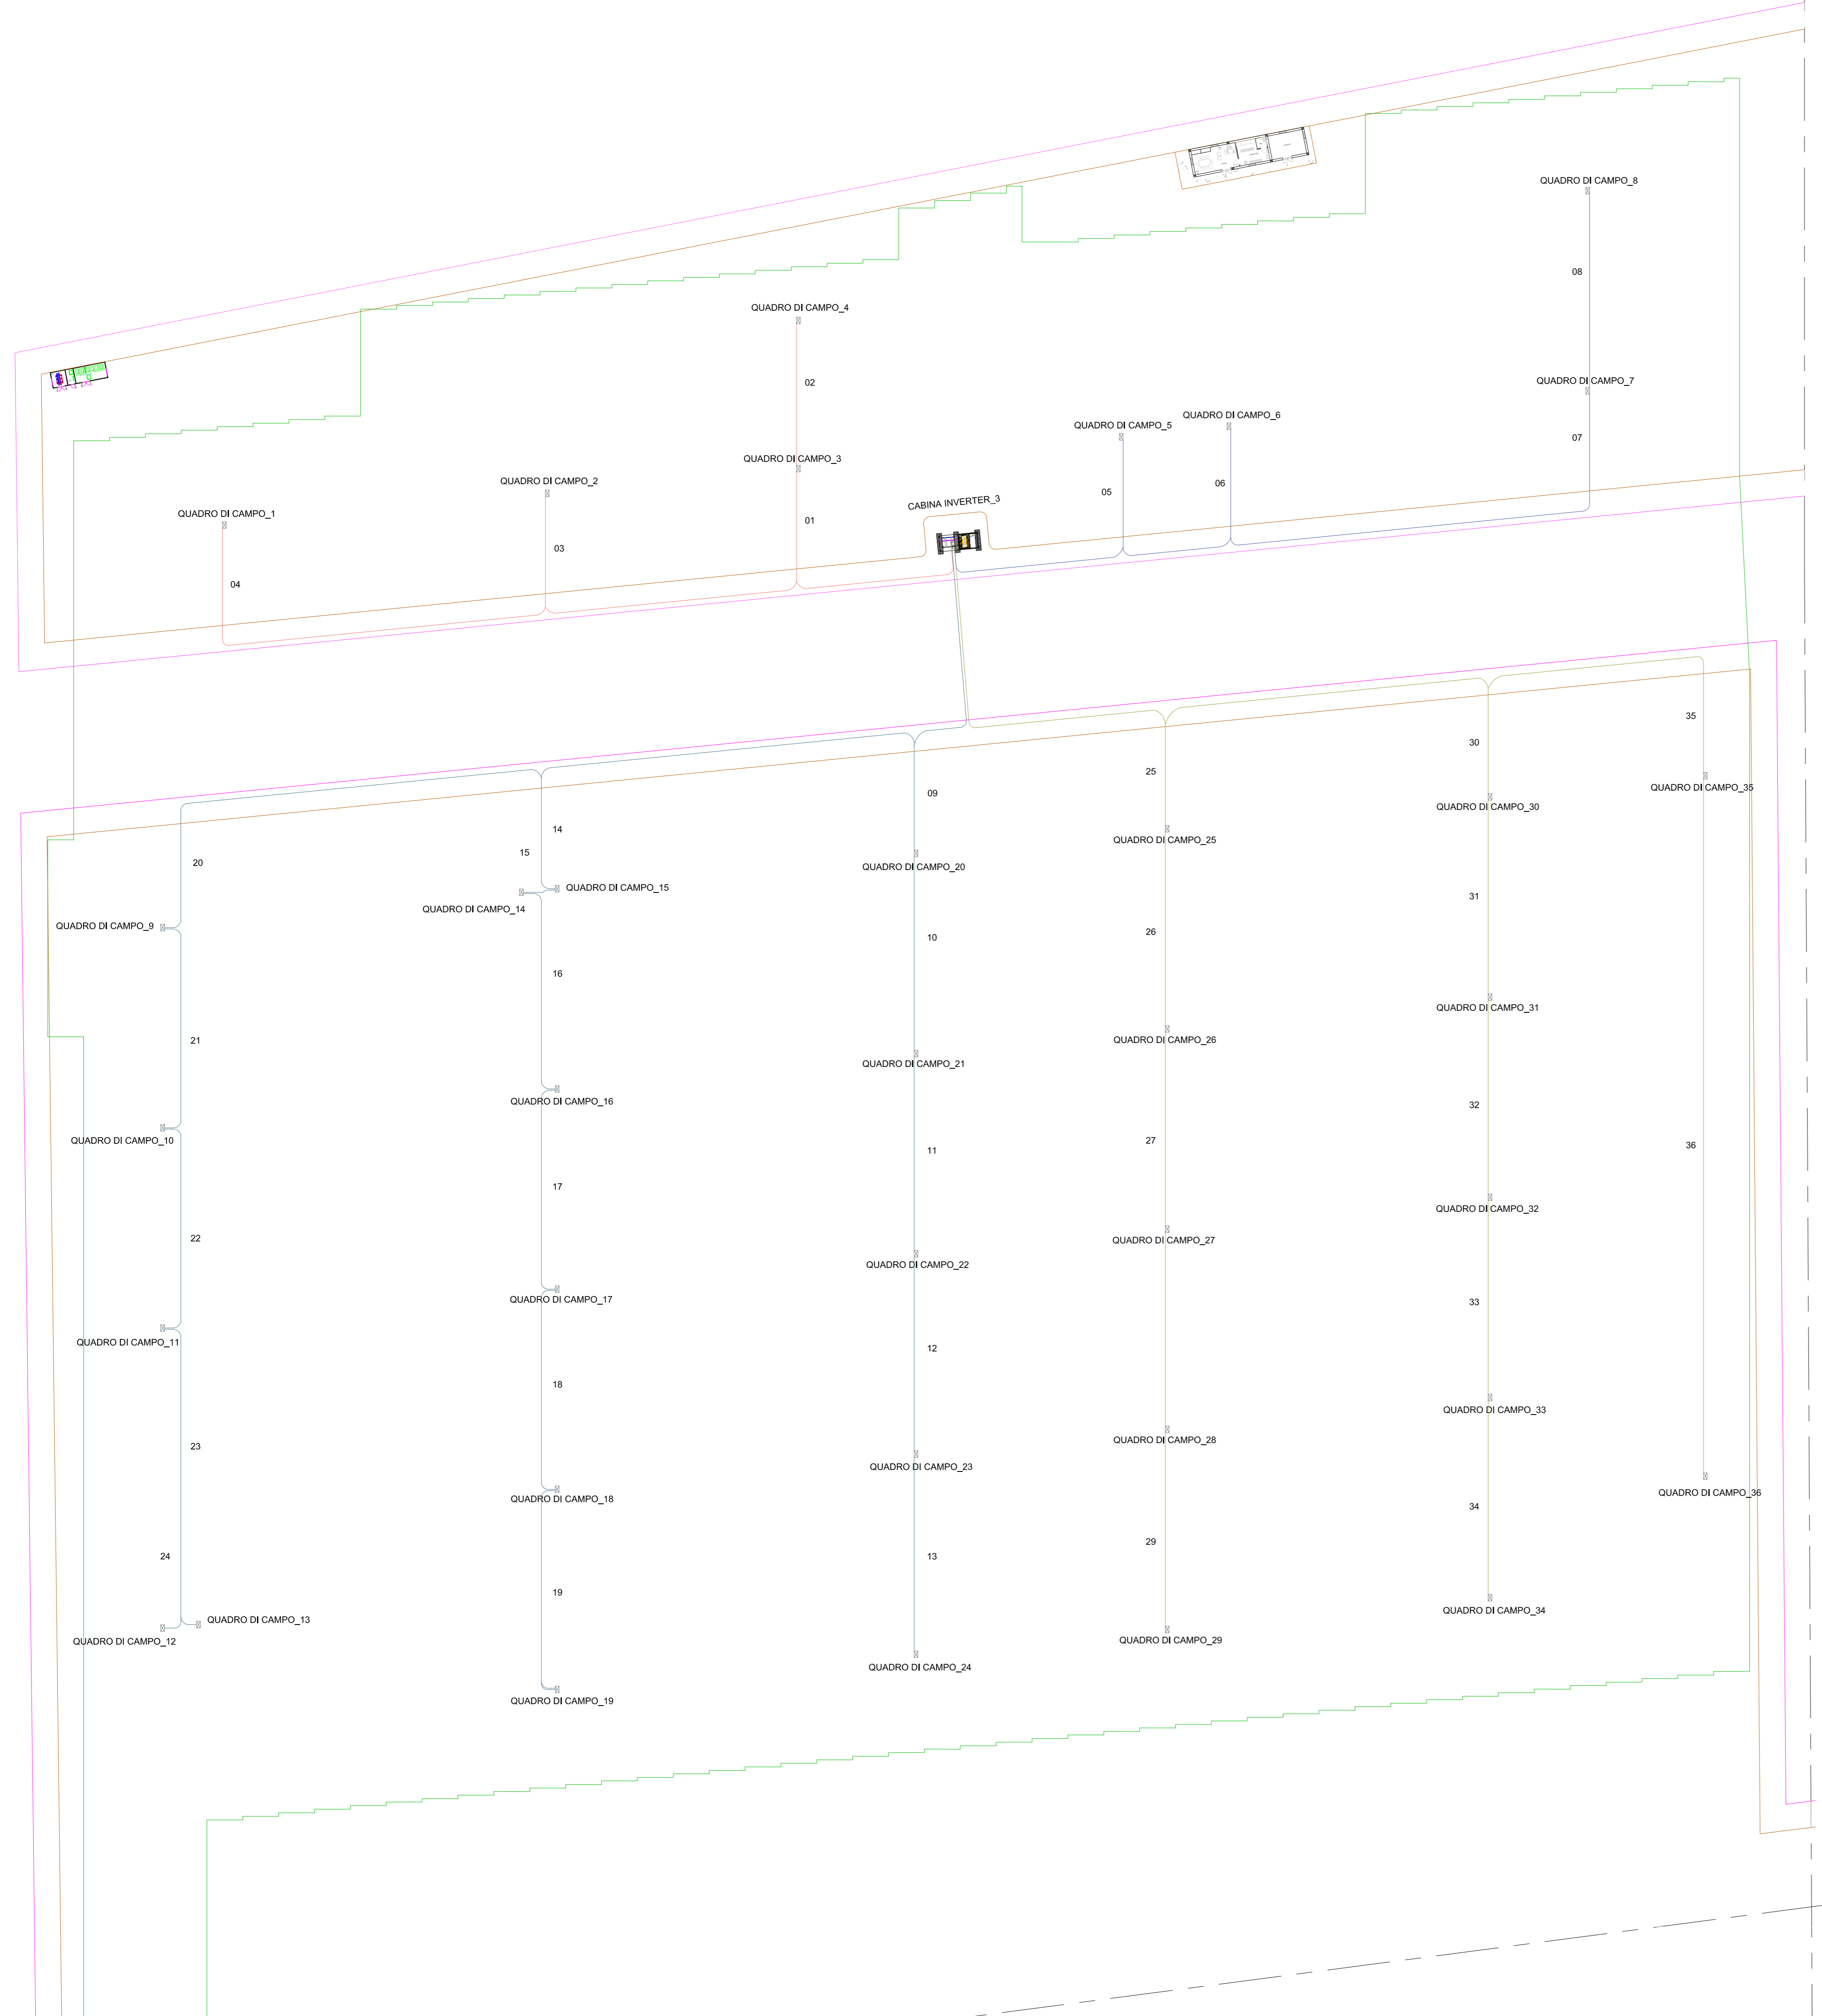 QUADRO DI CAMPO_8
08
QUADRO DI CAMPO_4
QUADRO DI CAMPO_7
02
QUADRO DI CAMPO_6
QUADRO DI CAMPO_5
07
QUADRO DI CAMPO_3
QUADRO DI CAMPO_2
06
05
CABINA INVERTER_3
QUADRO DI CAMPO_1
01
03
04
35
30
25
QUADRO DI CAMPO_35
09
QUADRO DI CAMPO_30
14
QUADRO DI CAMPO_25
15
20
QUADRO DI CAMPO_20
QUADRO DI CAMPO_15
31
QUADRO DI CAMPO_14
QUADRO DI CAMPO_9
26
10
16
QUADRO DI CAMPO_31
21
QUADRO DI CAMPO_26
QUADRO DI CAMPO_21
QUADRO DI CAMPO_16
32
QUADRO DI CAMPO_10
27
36
11
17
QUADRO DI CAMPO_32
22
QUADRO DI CAMPO_27
QUADRO DI CAMPO_22
QUADRO DI CAMPO_17
33
QUADRO DI CAMPO_11
12
18
QUADRO DI CAMPO_33
QUADRO DI CAMPO_28
23
QUADRO DI CAMPO_23
QUADRO DI CAMPO_36
QUADRO DI CAMPO_18
34
29
24
13
19
QUADRO DI CAMPO_34
QUADRO DI CAMPO_13
QUADRO DI CAMPO_12
QUADRO DI CAMPO_29
QUADRO DI CAMPO_24
QUADRO DI CAMPO_19